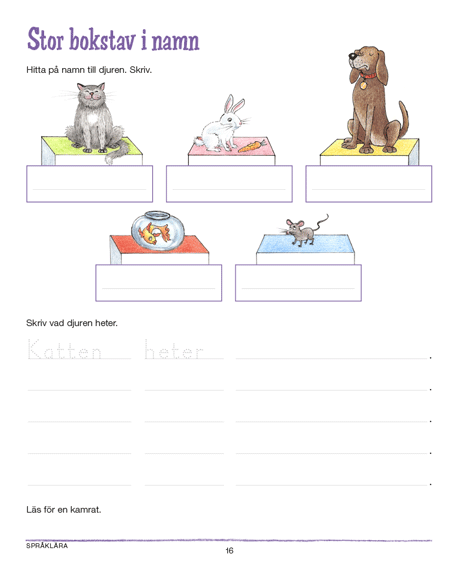 Stor bokstav i namn
Hitta på namn till djuren. Skriv.
Skriv vad djuren heter.
Katten heter .
.
.
.
.
Läs för en kamrat.
SPRÅKLÄRA
16